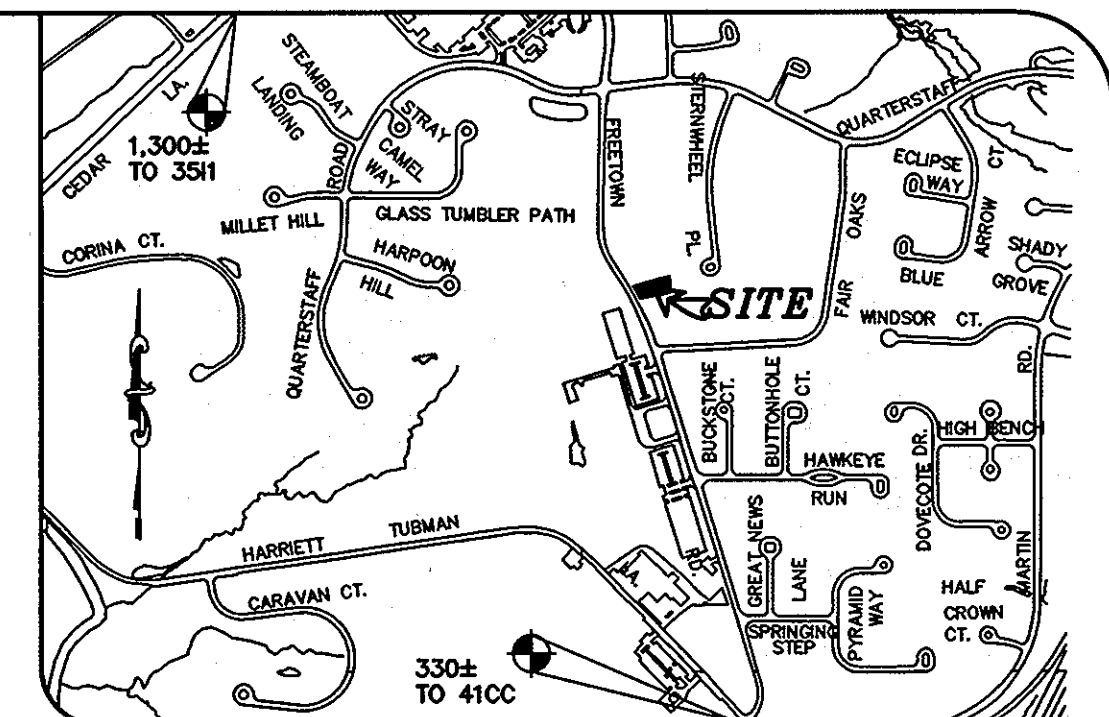 STEAMBOAT
LANDING
LA.
CEDAR
1,300±
TO 35I1
STRAY
CAMEL
WAY
ROAD
MILLET HILL
GLASS TUMBLER PATH
CORINA CT.
HARPOON
HILL
QUARTERSTAFF
FREETOWN
STERNWHEEL
PL.
QUARTERSTAFF
ECLIPSE
WAY
CT.
ARROW
BLUE
OAKS
FAIR
SHADY
GROVE
SITE
WINDSOR CT.
RD.
BUCKSTONE
CT.
BUTTONHOLE
CT.
HIGH BENCH
HAWKEYE
RUN
DOVECOTE DR.
MARTIN
HARRIETT TUBMAN
LA.
RD.
GREAT NEWS
LANE
CARAVAN CT.
SPRINGING
STEP
PYRAMID
WAY
HALF
CROWN
CT.
330±
TO 41CC